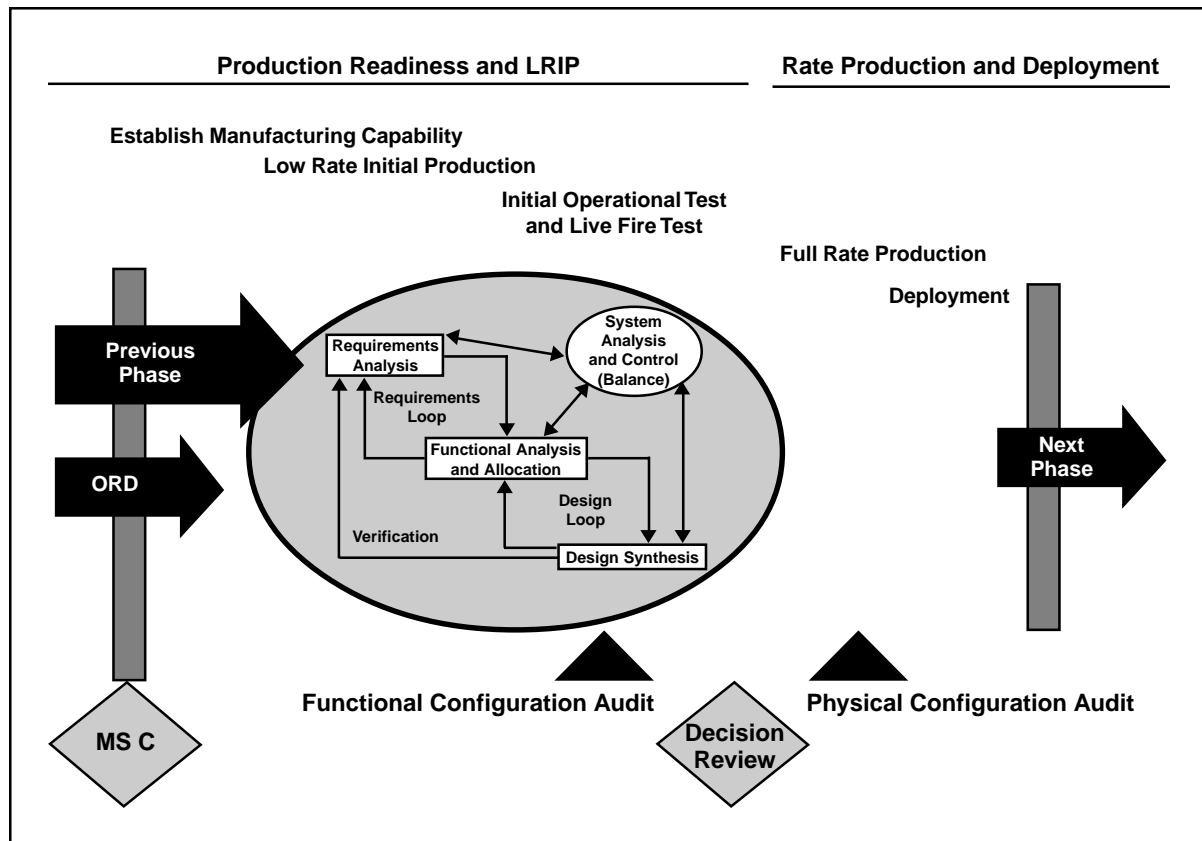 Production Readiness and LRIP
Rate Production and Deployment
Establish Manufacturing Capability
Low Rate Initial Production
Initial Operational Test
and Live Fire Test
Full Rate Production
Deployment
Previous
Phase
ORD
Requirements
Analysis
System
Analysis
and Control
(Balance)
Requirements
Loop
Functional Analysis
and Allocation
Design
Loop
Verification
Design Synthesis
Next
Phase
Functional Configuration Audit
Physical Configuration Audit
MS C
Decision
Review